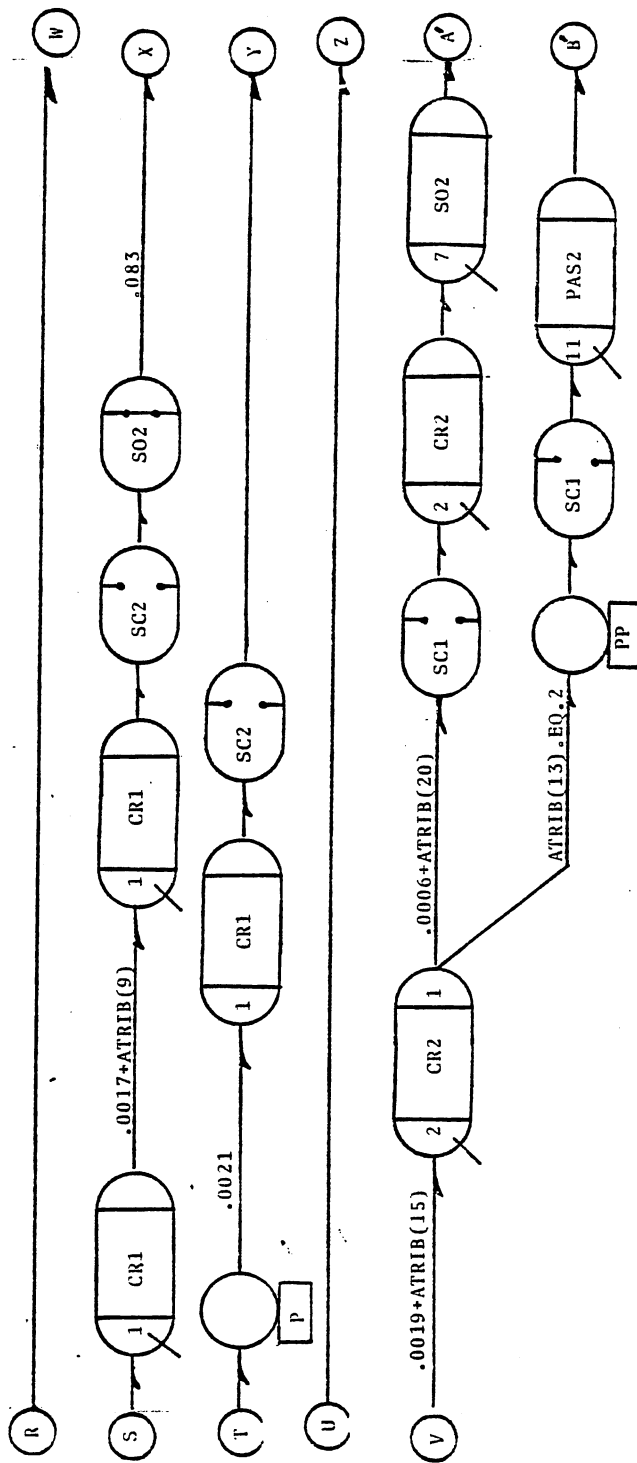 R
W
S
1
CR1
.0017+ATRIB(9)
1
CR1
SC2
SO2
.083
X
T
P
.0021
1
CR1
SC2
Y
U
Z
V
.0019+ATRIB(15)
2
CR2
1
.0006+ATRIB(20)
SC1
2
CR2
7
SO2
A'
ATRIB(13).EQ.2
PP
SC1
11
PAS2
B'